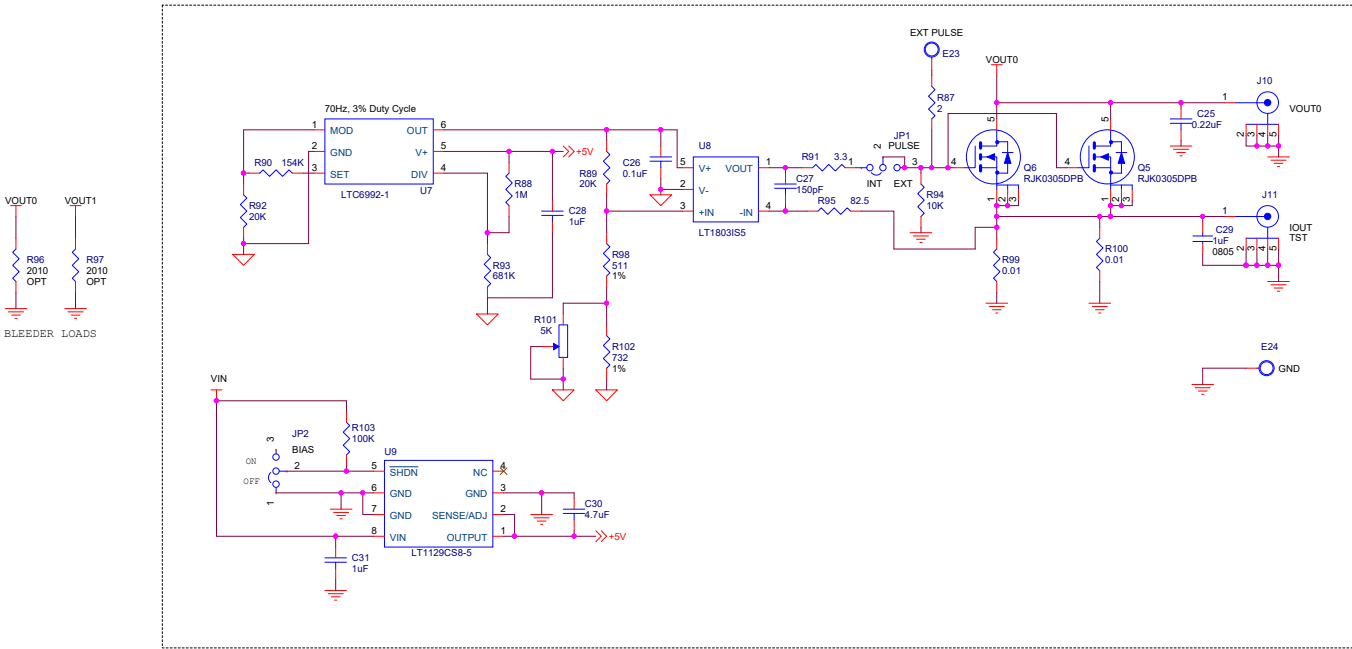 EXT PULSE
E23
VOUT0
J10
1
VOUT0
2 3 4 5
70Hz, 3% Duty Cycle
1 MOD OUT 6
2 GND V+ 5
3 SET DIV 4
LTC6992-1 U7
+5V
R90 154K
R92
20K
R88
1M
C28
1uF
R93
681K
R89
20K
C26
0.1uF
U8
5 V+ VOUT 1
2 V-
3 +IN -IN 4
LT1803IS5
C27
150pF
R91 3.3
R95 82.5
JP1
PULSE
1 2 3
INT EXT
R87
2
R94
10K
5
4
Q6
RJK0305DPB
1 2 3
5
4
Q5
RJK0305DPB
1 2 3
C25
0.22uF
J11
1
IOUT
TST
2 3 4 5
C29
1uF
0805
R99
0.01
R100
0.01
R98
511
1%
R101
5K
R102
732
1%
E24
GND
VOUT0
R96
2010
OPT
VOUT1
R97
2010
OPT
BLEEDER LOADS
VIN
R103
100K
JP2
BIAS
3
ON
2
OFF
1
U9
5 SHDN NC 4
6 GND GND 3
7 GND SENSE/ADJ 2
8 VIN OUTPUT 1
LT1129CS8-5
C30
4.7uF
+5V
C31
1uF